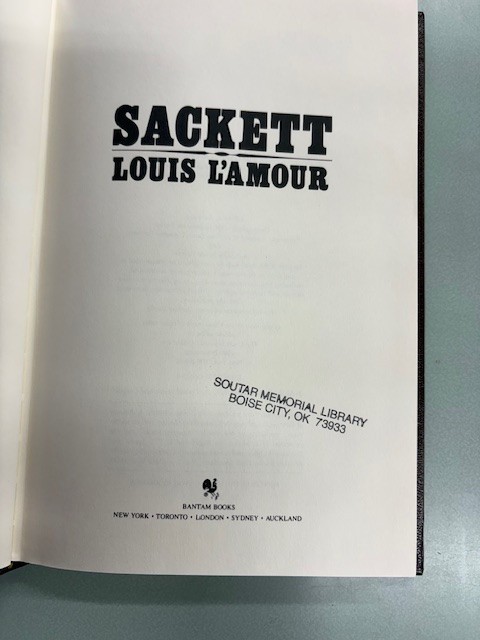 SACKETT
LOUIS L'AMOUR
SOUTAR MEMORIAL LIBRARY
BOISE CITY, OK 73933
BANTAM BOOKS
NEW YORK • TORONTO • LONDON • SYDNEY • AUCKLAND